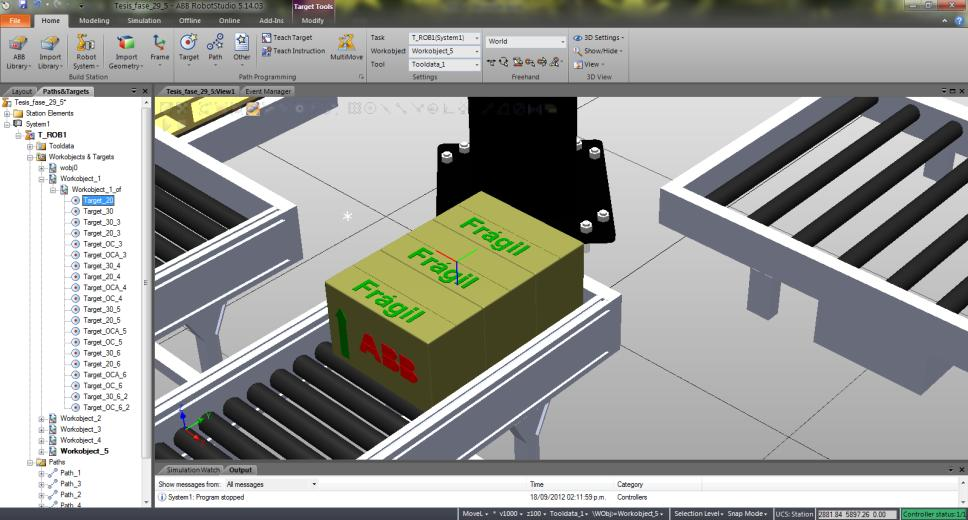 Tesis_fase_29_5 - ABB RobotStudio 5.14.03
Target Tools
File Home Modeling Simulation Offline Online Add-Ins Modify
ABB Library
Import Library
Robot System
Import Geometry
Frame
Build Station
Target
Path
Other
Teach Target
Teach Instruction
MultiMove
Path Programming
Task T_ROB1(System1)
Workobject Workobject_5
Tool Tooldata_1
Settings
World
Freehand
3D Settings
Show/Hide
View
3D View
Layout Paths&Targets
Tesis_fase_29_5:View1 Event Manager
Tesis_fase_29_5*
Station Elements
System1
T_ROB1
Tooldata
Workobjects & Targets
wobj0
Workobject_1
Workobject_1_of
Target_20
Target_30
Target_30_3
Target_20_3
Target_OC_3
Target_OCA_3
Target_30_4
Target_20_4
Target_OCA_4
Target_OC_4
Target_30_5
Target_20_5
Target_OCA_5
Target_OC_5
Target_30_6
Target_20_6
Target_OCA_6
Target_OC_6
Target_30_6_2
Target_OC_6_2
Workobject_2
Workobject_3
Workobject_4
Workobject_5
Paths
Path_1
Path_3
Path_2
Path_4
Frágil
Frágil
Frágil
ABB
Simulation Watch Output
Show messages from: All messages Time Category
System1: Program stopped 18/09/2012 02:11:59 p.m. Controllers
MoveL * v1000 z100 Tooldata_1 \WObj:=Workobject_5 Selection Level Snap Mode UCS: Station 2881.84 5897.26 0.00 Controller status: 1/1